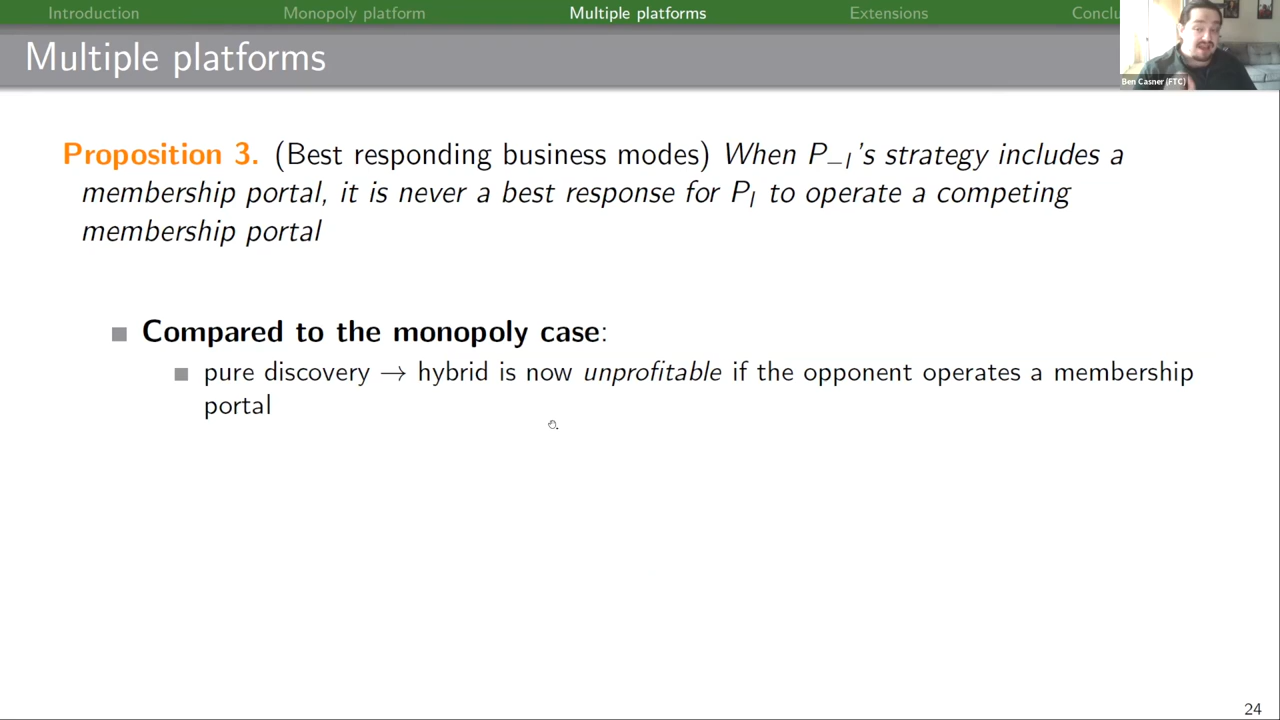 Introduction Monopoly platform Multiple platforms Extensions Conclu
Multiple platforms
Ben Casner (FTC)
Proposition 3. (Best responding business modes) When P−l's strategy includes a
membership portal, it is never a best response for Pl to operate a competing
membership portal
Compared to the monopoly case:
pure discovery → hybrid is now unprofitable if the opponent operates a membership
portal
24